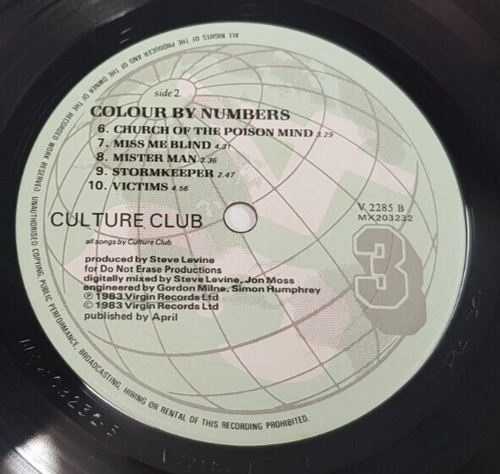 side 2
COLOUR BY NUMBERS
6. CHURCH OF THE POISON MIND 3.29
7. MISS ME BLIND 4.31
8. MISTER MAN 3.36
9. STORMKEEPER 2.47
10. VICTIMS 4.56
CULTURE CLUB
V 2285 B
MX203232
all songs by Culture Club
3
produced by Steve Levine
for Do Not Erase Productions
digitally mixed by Steve Levine, Jon Moss
engineered by Gordon Milne, Simon Humphrey
℗ 1983 Virgin Records Ltd
© 1983 Virgin Records Ltd
published by April
ALL RIGHTS OF THE PRODUCER AND OF THE OWNER OF THE RECORDED WORK RESERVED. UNAUTHORISED COPYING, PUBLIC PERFORMANCE, BROADCASTING, HIRING OR RENTAL OF THIS RECORDING PROHIBITED.